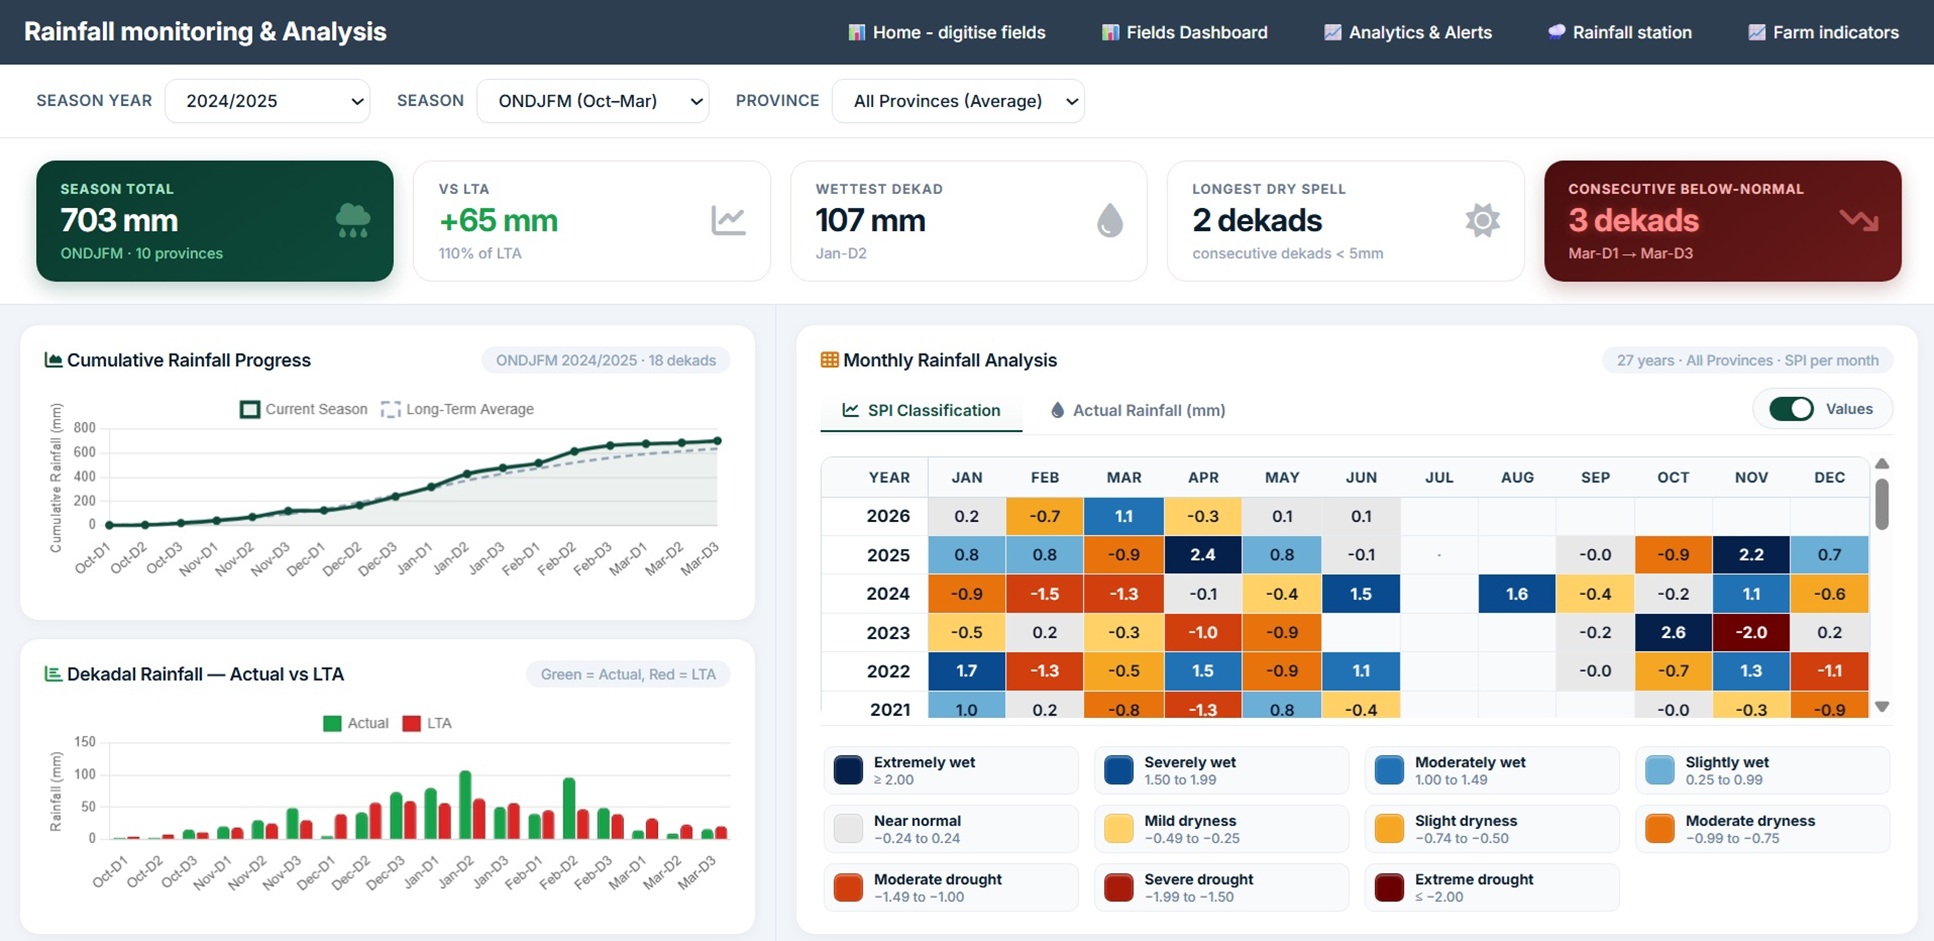 Rainfall monitoring & Analysis
Home - digitise fields
Fields Dashboard
Analytics & Alerts
Rainfall station
Farm indicators
SEASON YEAR 2024/2025 SEASON ONDJFM (Oct–Mar) PROVINCE All Provinces (Average)
SEASON TOTAL
703 mm
ONDJFM · 10 provinces
VS LTA
+65 mm
110% of LTA
WETTEST DEKAD
107 mm
Jan-D2
LONGEST DRY SPELL
2 dekads
consecutive dekads < 5mm
CONSECUTIVE BELOW-NORMAL
3 dekads
Mar-D1 → Mar-D3
Cumulative Rainfall Progress
ONDJFM 2024/2025 · 18 dekads
Current Season Long-Term Average
Cumulative Rainfall (mm)
800
600
400
200
0
Oct-D1 Oct-D2 Oct-D3 Nov-D1 Nov-D2 Nov-D3 Dec-D1 Dec-D2 Dec-D3 Jan-D1 Jan-D2 Jan-D3 Feb-D1 Feb-D2 Feb-D3 Mar-D1 Mar-D2 Mar-D3
Dekadal Rainfall — Actual vs LTA
Green = Actual, Red = LTA
Actual LTA
Rainfall (mm)
150
100
50
0
Oct-D1 Oct-D2 Oct-D3 Nov-D1 Nov-D2 Nov-D3 Dec-D1 Dec-D2 Dec-D3 Jan-D1 Jan-D2 Jan-D3 Feb-D1 Feb-D2 Feb-D3 Mar-D1 Mar-D2 Mar-D3
Monthly Rainfall Analysis
27 years · All Provinces · SPI per month
SPI Classification
Actual Rainfall (mm)
Values
YEAR JAN FEB MAR APR MAY JUN JUL AUG SEP OCT NOV DEC
2026 0.2 -0.7 1.1 -0.3 0.1 0.1
2025 0.8 0.8 -0.9 2.4 0.8 -0.1 · -0.0 -0.9 2.2 0.7
2024 -0.9 -1.5 -1.3 -0.1 -0.4 1.5 1.6 -0.4 -0.2 1.1 -0.6
2023 -0.5 0.2 -0.3 -1.0 -0.9 -0.2 2.6 -2.0 0.2
2022 1.7 -1.3 -0.5 1.5 -0.9 1.1 -0.0 -0.7 1.3 -1.1
2021 1.0 0.2 -0.8 -1.3 0.8 -0.4 -0.0 -0.3 -0.9
Extremely wet
≥ 2.00
Severely wet
1.50 to 1.99
Moderately wet
1.00 to 1.49
Slightly wet
0.25 to 0.99
Near normal
−0.24 to 0.24
Mild dryness
−0.49 to −0.25
Slight dryness
−0.74 to −0.50
Moderate dryness
−0.99 to −0.75
Moderate drought
−1.49 to −1.00
Severe drought
−1.99 to −1.50
Extreme drought
≤ −2.00